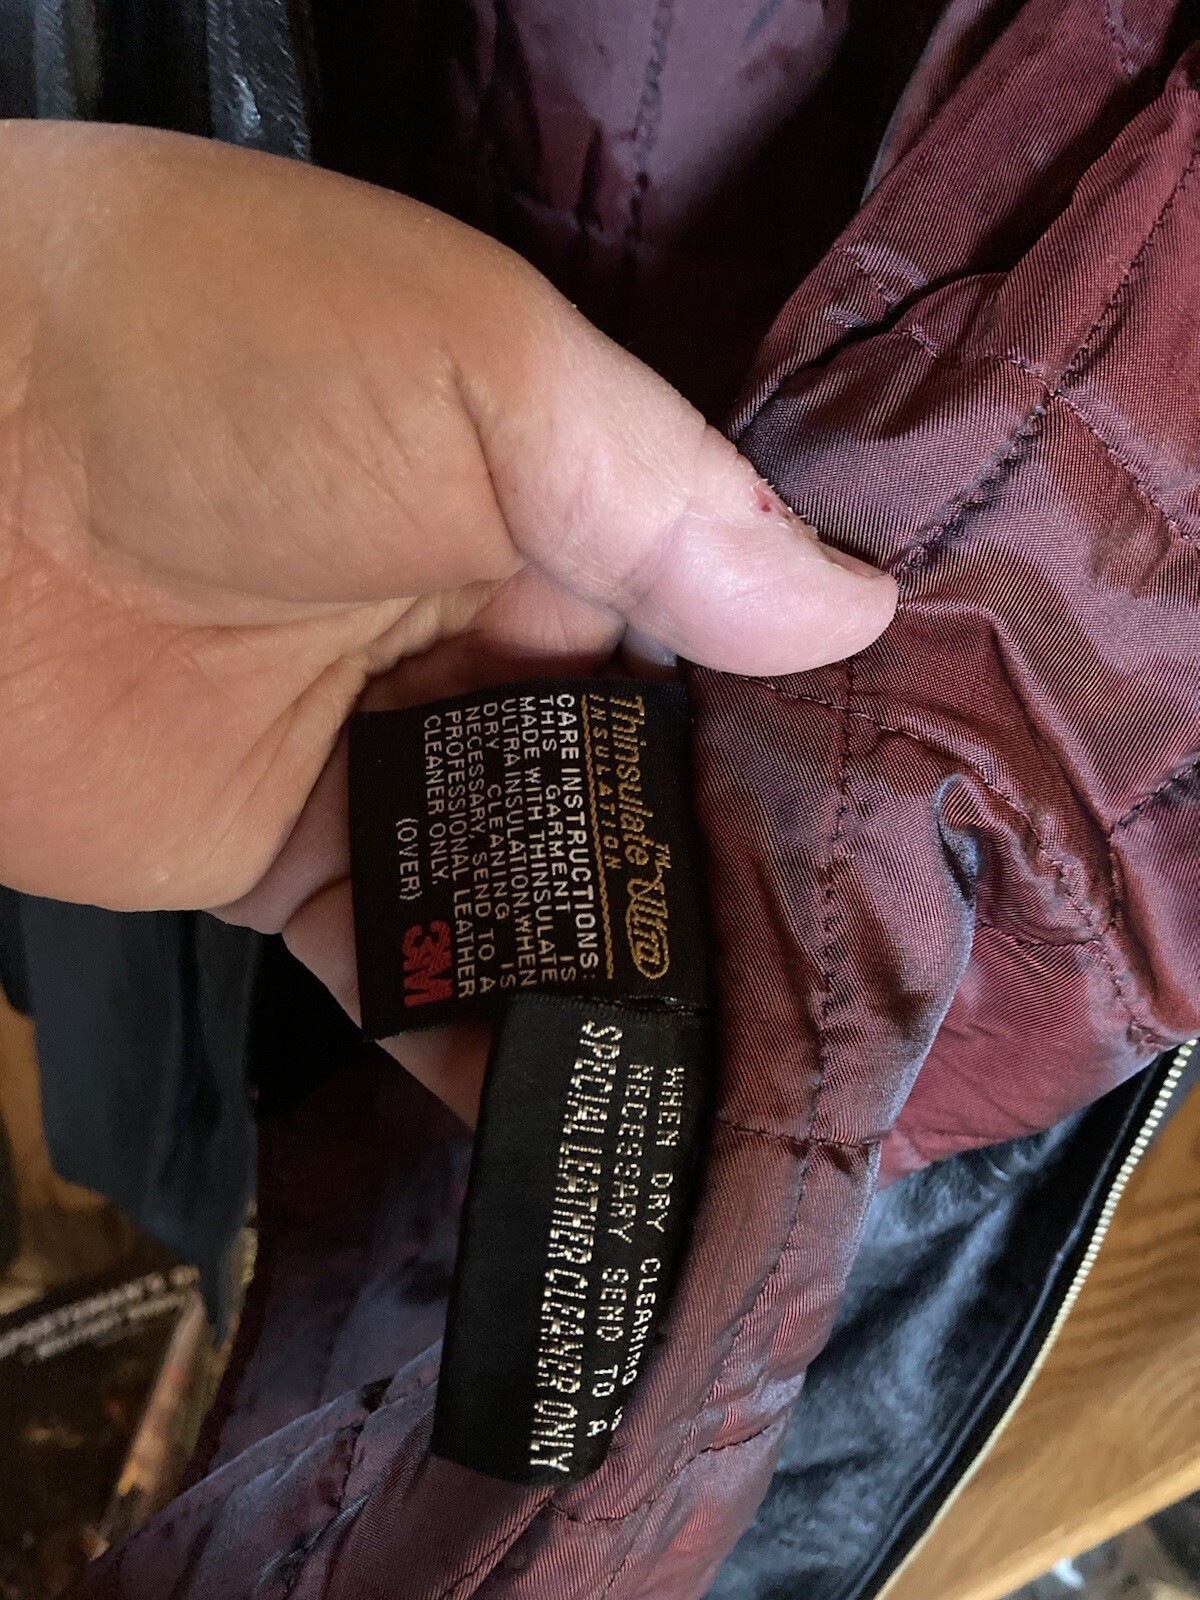 Thinsulate™ Ultra
INSULATION
CARE INSTRUCTIONS:
THIS GARMENT IS
MADE WITH THINSULATE
ULTRA INSULATION. WHEN
DRY CLEANING IS
NECESSARY, SEND TO A
PROFESSIONAL LEATHER
CLEANER ONLY.
(OVER)
3M
WHEN DRY CLEANING
NECESSARY SEND TO A
SPECIAL LEATHER CLEANER ONLY